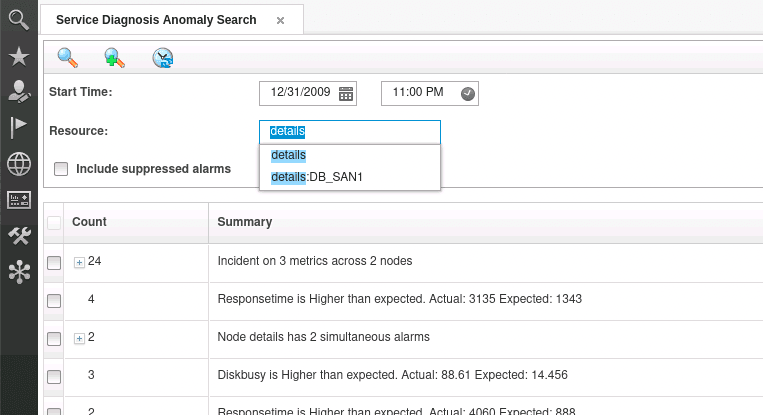 Service Diagnosis Anomaly Search
Start Time: 12/31/2009 11:00 PM
Resource: details
details
details:DB_SAN1
Include suppressed alarms
Count Summary
24 Incident on 3 metrics across 2 nodes
4 Responsetime is Higher than expected. Actual: 3135 Expected: 1343
2 Node details has 2 simultaneous alarms
3 Diskbusy is Higher than expected. Actual: 88.61 Expected: 14.456
2 Responsetime is Higher than expected. Actual: 4060 Expected: 888